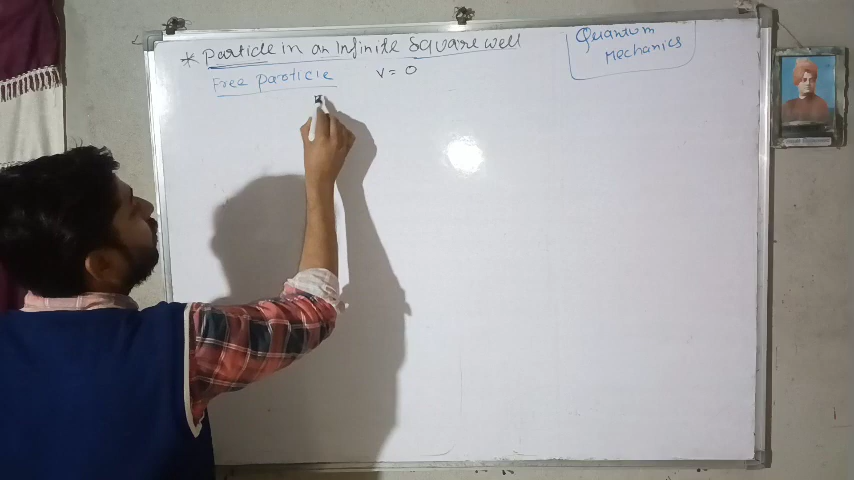 * Particle in an Infinite Square well
Quantum
Mechanics
Free particle V = 0